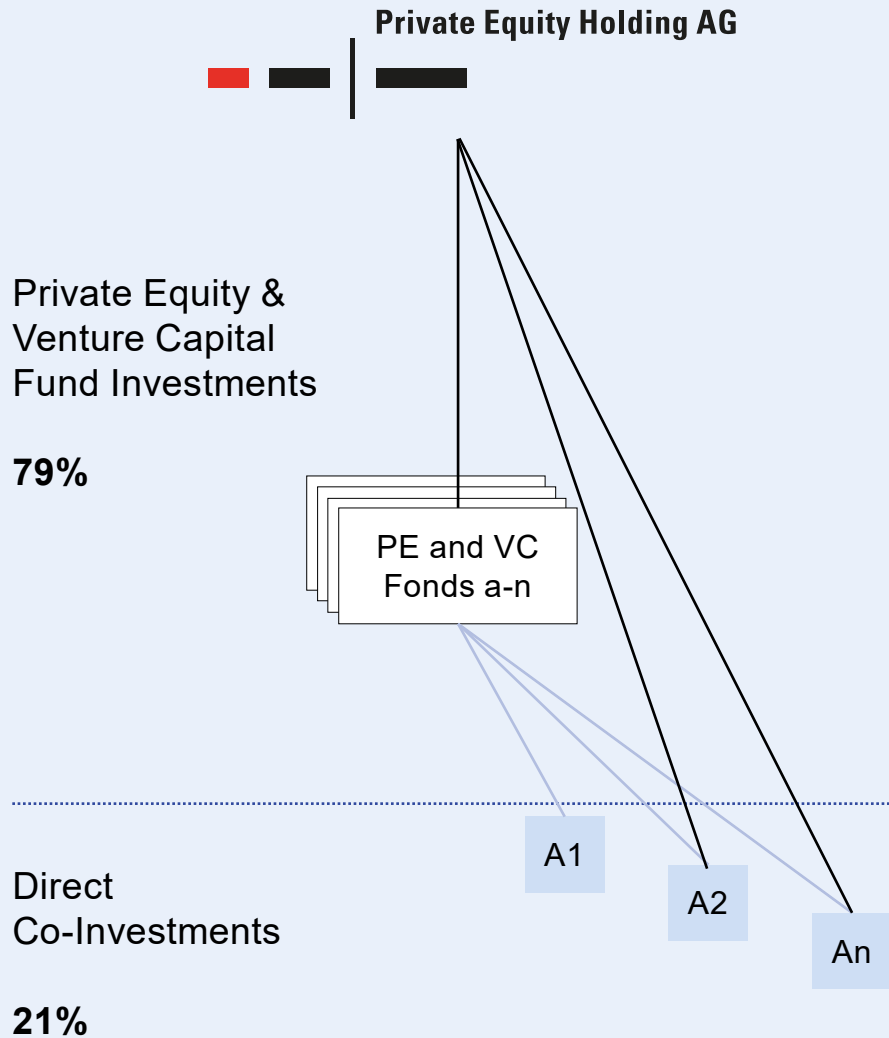 Private Equity Holding AG
Private Equity &
Venture Capital
Fund Investments
79%
PE and VC
Fonds a-n
A1
A2
An
Direct
Co-Investments
21%